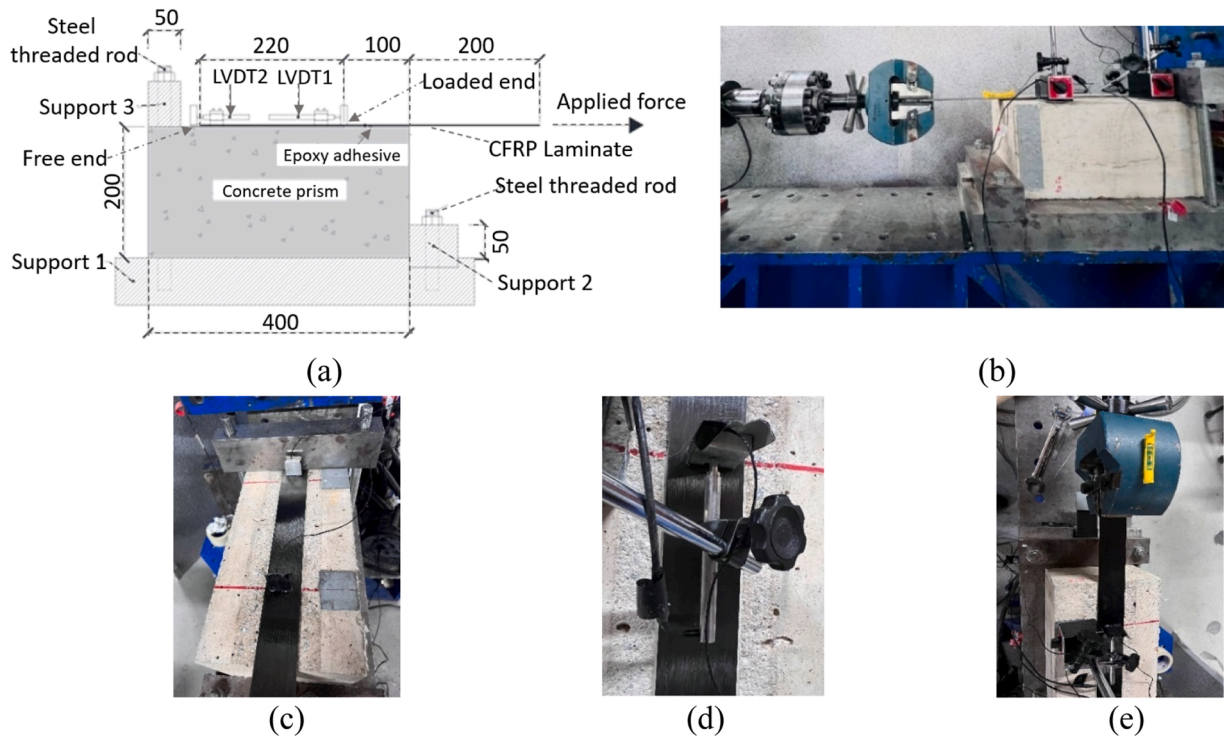 (a)
50
Steel
threaded rod
220
100
200
LVDT2
LVDT1
Loaded end
Support 3
Applied force
Free end
Epoxy adhesive
CFRP Laminate
Steel threaded rod
200
Concrete prism
50
Support 1
Support 2
400
(a)
(b)
(c)
(d)
(e)